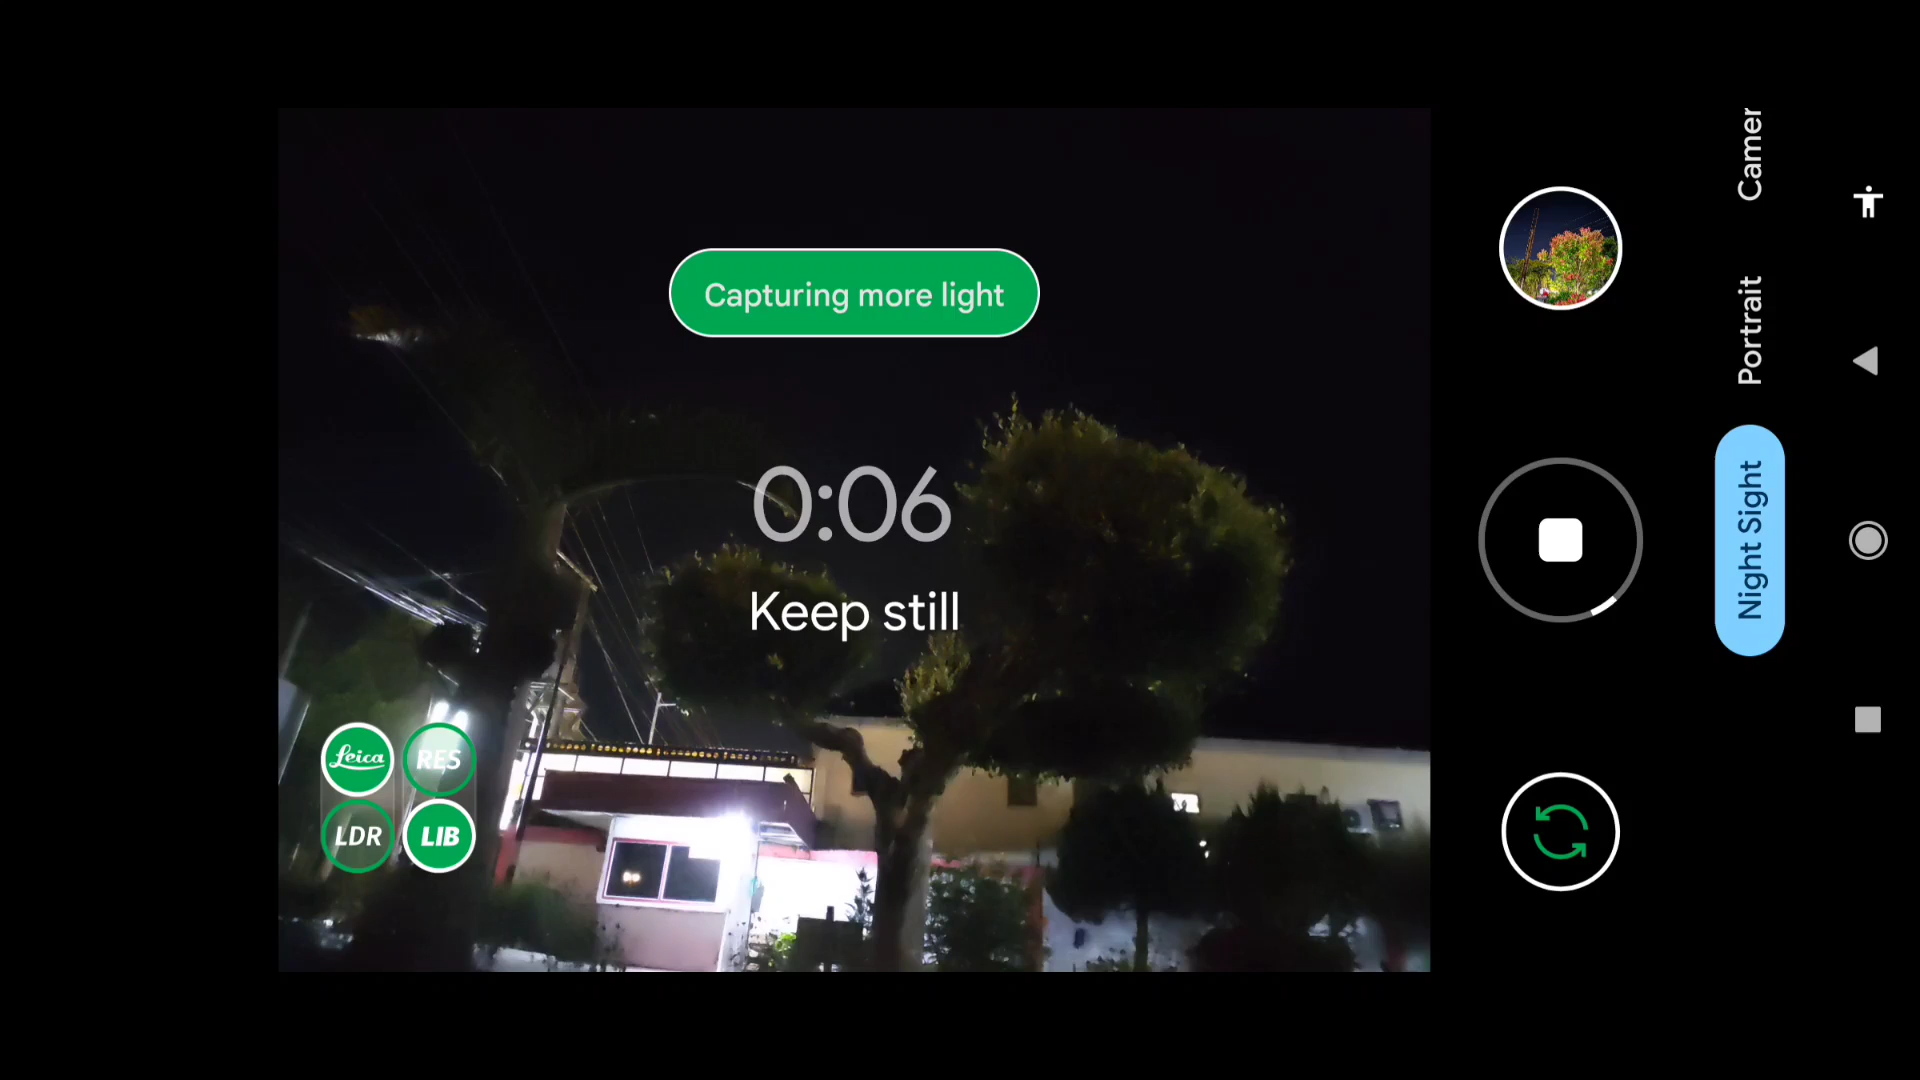 Capturing more light
0:06
Keep still
Leica
RES
LDR
LIB
Camer
Portrait
Night Sight